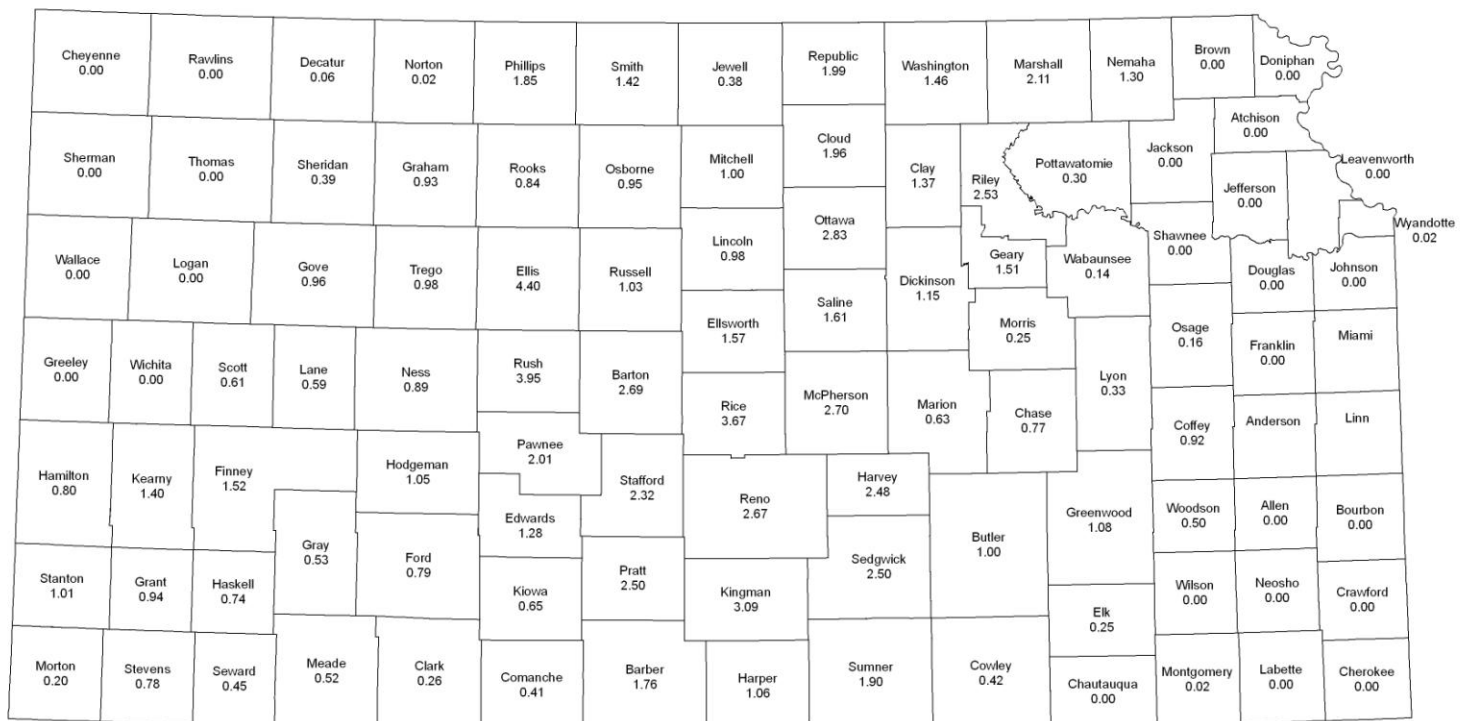 Cheyenne
0.00
Rawlins
0.00
Decatur
0.06
Norton
0.02
Phillips
1.85
Smith
1.42
Jewell
0.38
Republic
1.99
Washington
1.46
Marshall
2.11
Nemaha
1.30
Brown
0.00
Doniphan
0.00
Atchison
0.00
Sherman
0.00
Thomas
0.00
Sheridan
0.39
Graham
0.93
Rooks
0.84
Osborne
0.95
Mitchell
1.00
Cloud
1.96
Clay
1.37
Riley
2.53
Pottawatomie
0.30
Jackson
0.00
Jefferson
0.00
Leavenworth
0.00
Wyandotte
0.02
Wallace
0.00
Logan
0.00
Gove
0.96
Trego
0.98
Ellis
4.40
Russell
1.03
Lincoln
0.98
Ottawa
2.83
Dickinson
1.15
Geary
1.51
Wabaunsee
0.14
Shawnee
0.00
Douglas
0.00
Johnson
0.00
Ellsworth
1.57
Saline
1.61
Morris
0.25
Osage
0.16
Franklin
0.00
Miami
Greeley
0.00
Wichita
0.00
Scott
0.61
Lane
0.59
Ness
0.89
Rush
3.95
Barton
2.69
Rice
3.67
McPherson
2.70
Marion
0.63
Chase
0.77
Lyon
0.33
Coffey
0.92
Anderson
Linn
Hamilton
0.80
Kearny
1.40
Finney
1.52
Hodgeman
1.05
Pawnee
2.01
Stafford
2.32
Reno
2.67
Harvey
2.48
Butler
1.00
Greenwood
1.08
Woodson
0.50
Allen
0.00
Bourbon
0.00
Gray
0.53
Ford
0.79
Edwards
1.28
Pratt
2.50
Kingman
3.09
Sedgwick
2.50
Stanton
1.01
Grant
0.94
Haskell
0.74
Kiowa
0.65
Elk
0.25
Wilson
0.00
Neosho
0.00
Crawford
0.00
Morton
0.20
Stevens
0.78
Seward
0.45
Meade
0.52
Clark
0.26
Comanche
0.41
Barber
1.76
Harper
1.06
Sumner
1.90
Cowley
0.42
Chautauqua
0.00
Montgomery
0.02
Labette
0.00
Cherokee
0.00